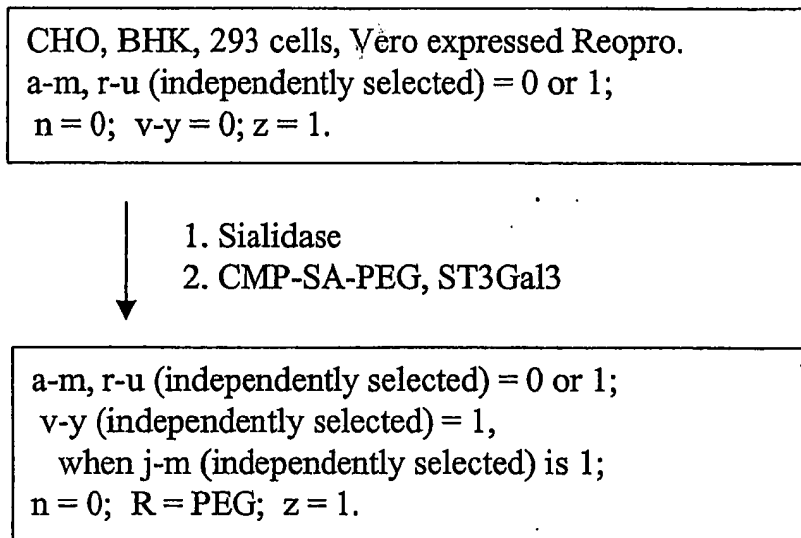 CHO, BHK, 293 cells, Vero expressed Reopro.
a-m, r-u (independently selected) = 0 or 1;
n = 0; v-y = 0; z = 1.
1. Sialidase
2. CMP-SA-PEG, ST3Gal3
a-m, r-u (independently selected) = 0 or 1;
v-y (independently selected) = 1,
when j-m (independently selected) is 1;
n = 0; R = PEG; z = 1.